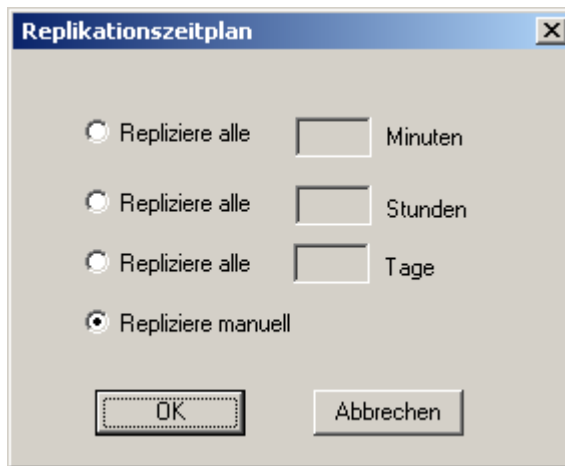 Replikationszeitplan
Repliziere alle Minuten
Repliziere alle Stunden
Repliziere alle Tage
Repliziere manuell
OK Abbrechen